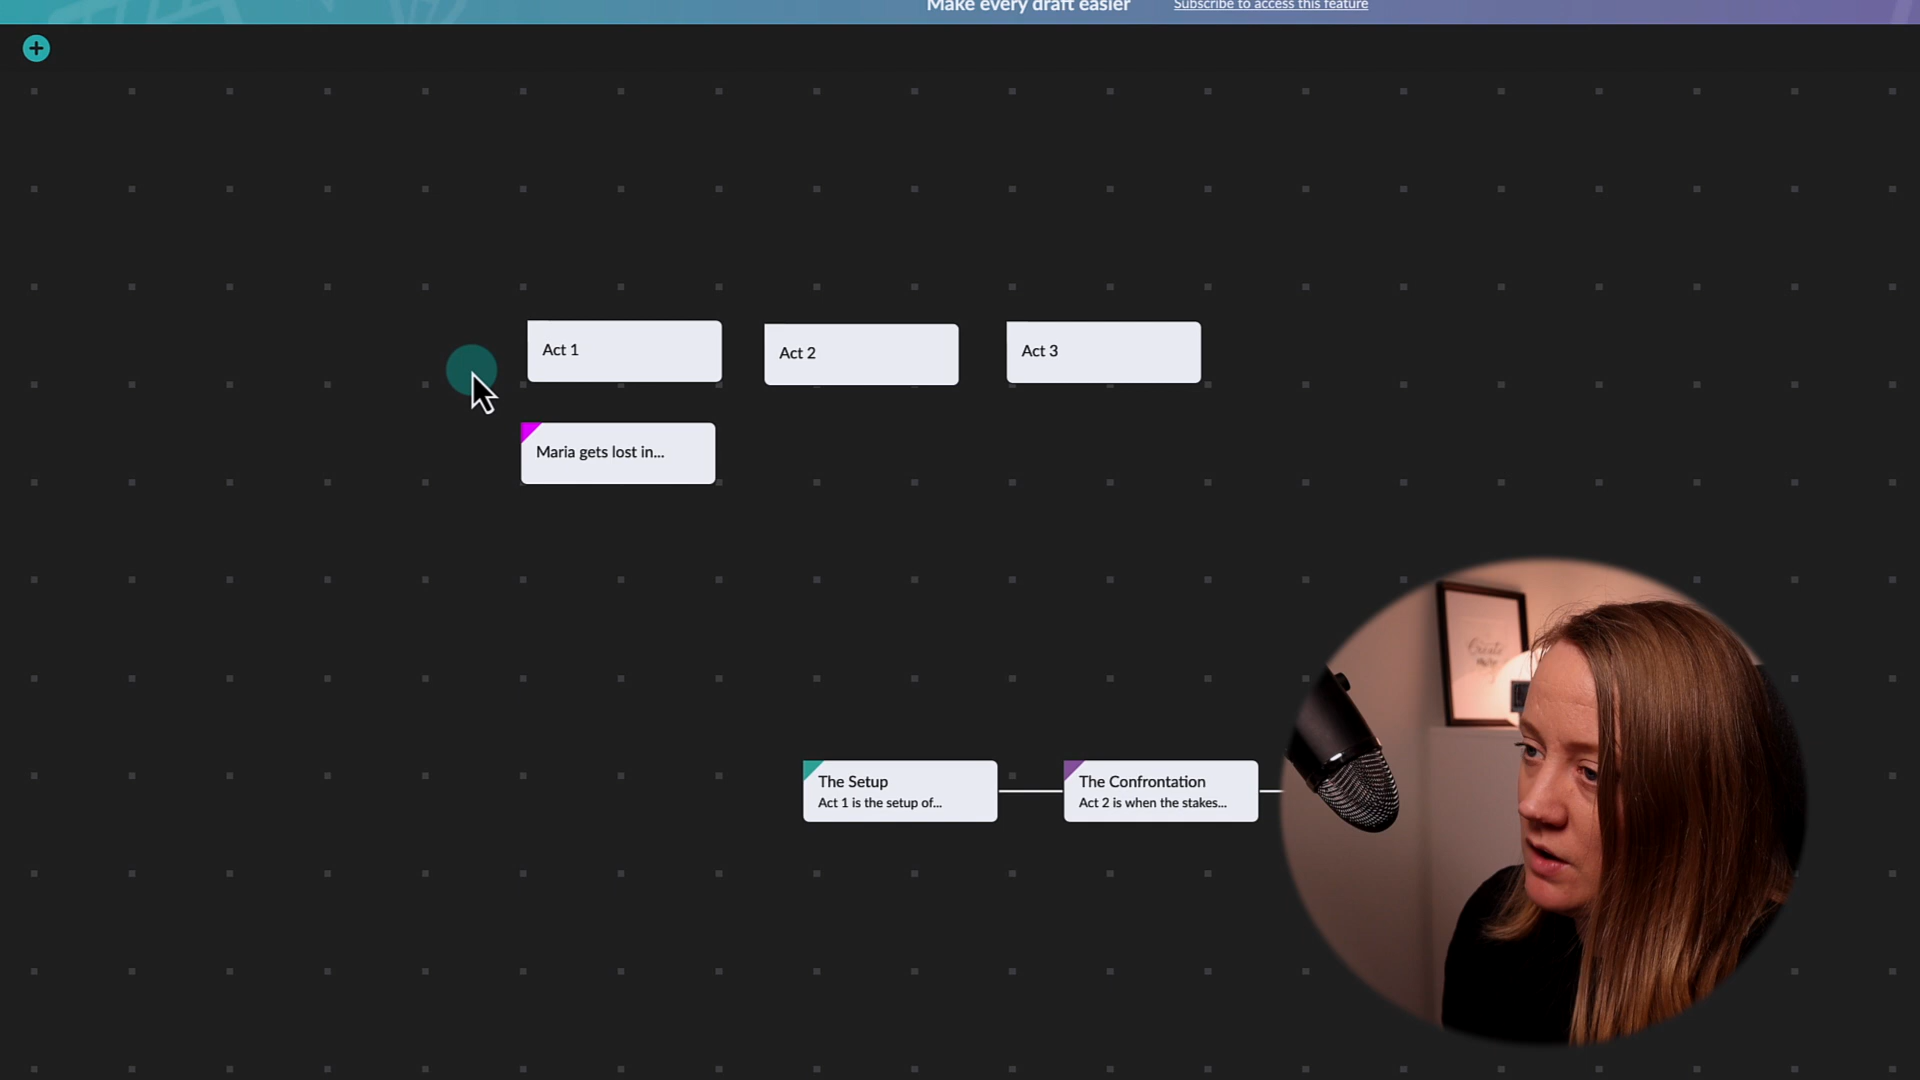 Make every draft easier
Subscribe to access this feature
Act 1
Act 2
Act 3
Maria gets lost in...
The Setup
Act 1 is the setup of...
The Confrontation
Act 2 is when the stakes...
Create